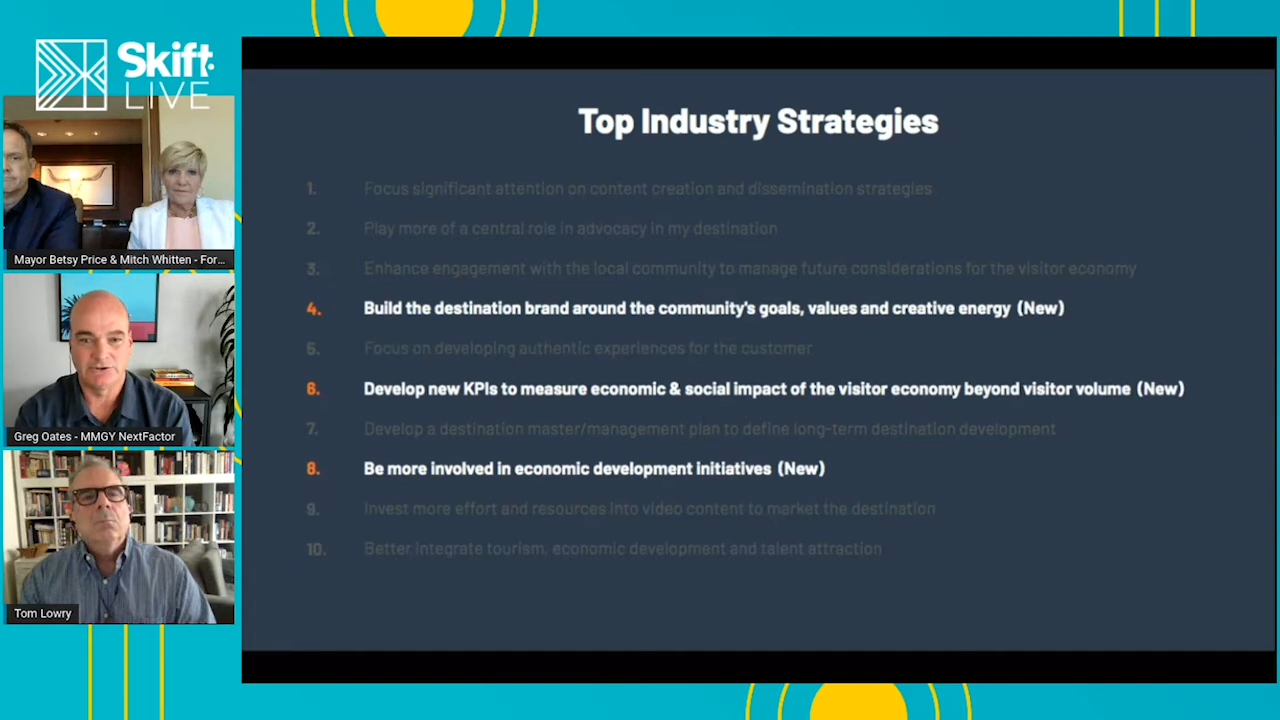 Skift.
LIVE
Mayor Betsy Price & Mitch Whitten - For...
Greg Oates - MMGY NextFactor
Tom Lowry
Top Industry Strategies
1. Focus significant attention on content creation and dissemination strategies
2. Play more of a central role in advocacy in my destination
3. Enhance engagement with the local community to manage future considerations for the visitor economy
4. Build the destination brand around the community's goals, values and creative energy (New)
5. Focus on developing authentic experiences for the customer
6. Develop new KPIs to measure economic & social impact of the visitor economy beyond visitor volume (New)
7. Develop a destination master/management plan to define long-term destination development
8. Be more involved in economic development initiatives (New)
9. Invest more effort and resources into video content to market the destination
10. Better integrate tourism, economic development and talent attraction